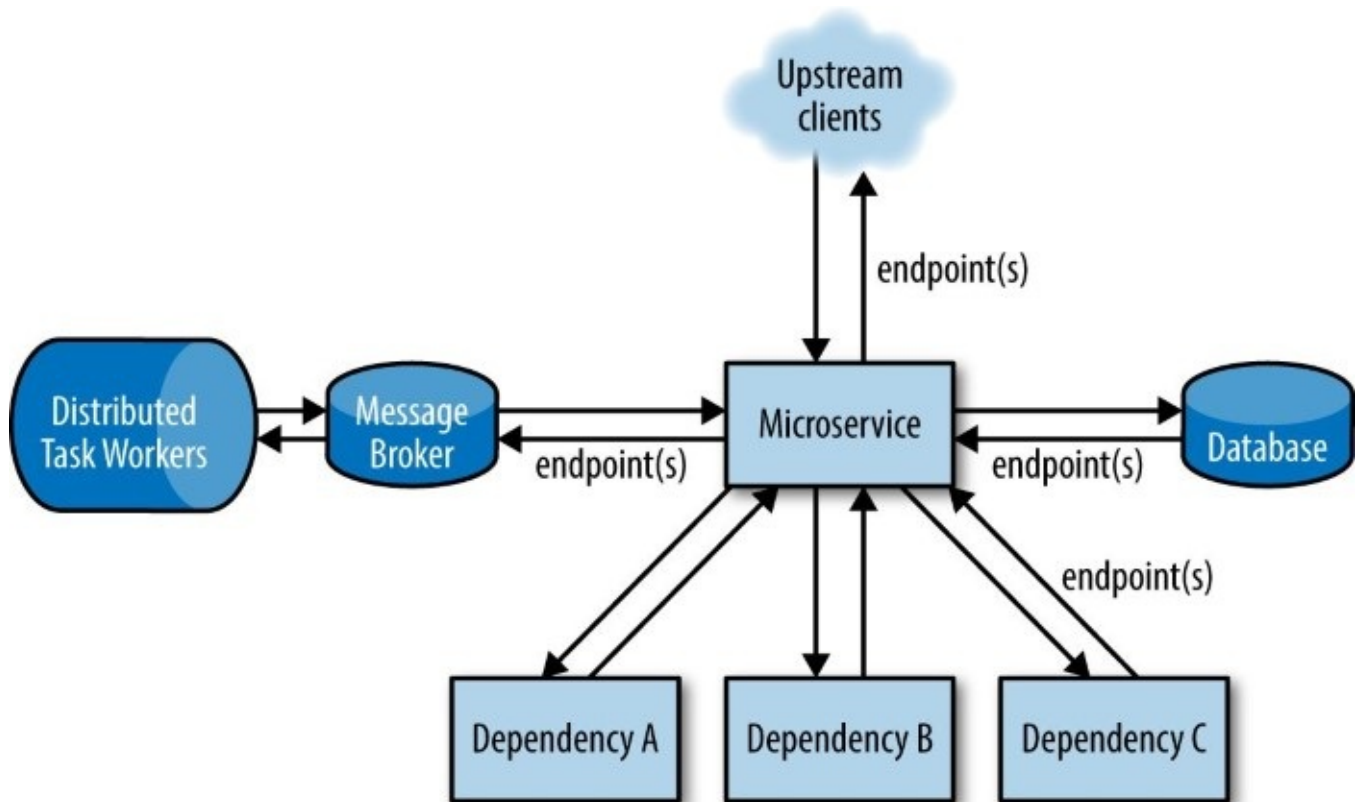 Upstream
clients
endpoint(s)
Distributed
Task Workers
Message
Broker
endpoint(s)
Microservice
endpoint(s)
Database
endpoint(s)
Dependency A
Dependency B
Dependency C